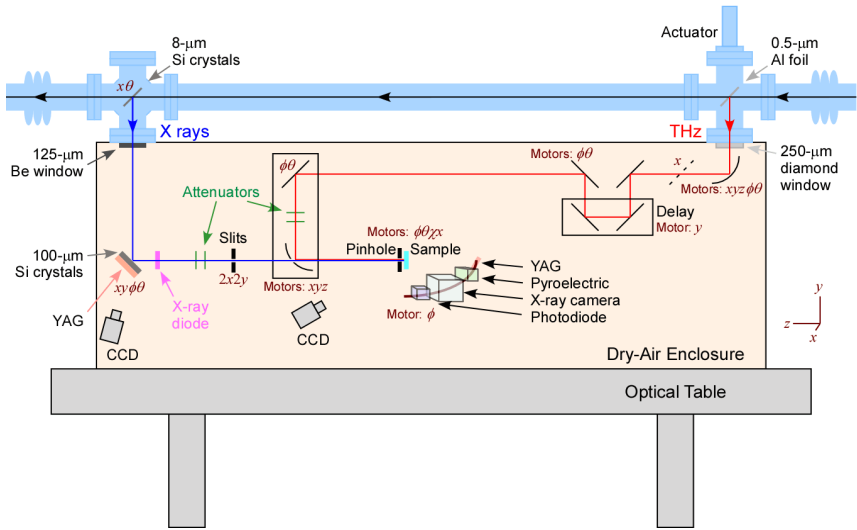 Actuator
8-μm
Si crystals
0.5-μm
Al foil
xθ
X rays
THz
125-μm
Be window
250-μm
diamond
window
ϕθ
Motors: ϕθ
x
Motors: xyzϕθ
Attenuators
Delay
Motor: y
Slits
Motors: ϕθχx
Pinhole
Sample
100-μm
Si crystals
xyϕθ
2x2y
Motors: xyz
YAG
Pyroelectric
X-ray camera
Photodiode
Motor: ϕ
X-ray
diode
YAG
CCD
CCD
y
z
x
Dry-Air Enclosure
Optical Table